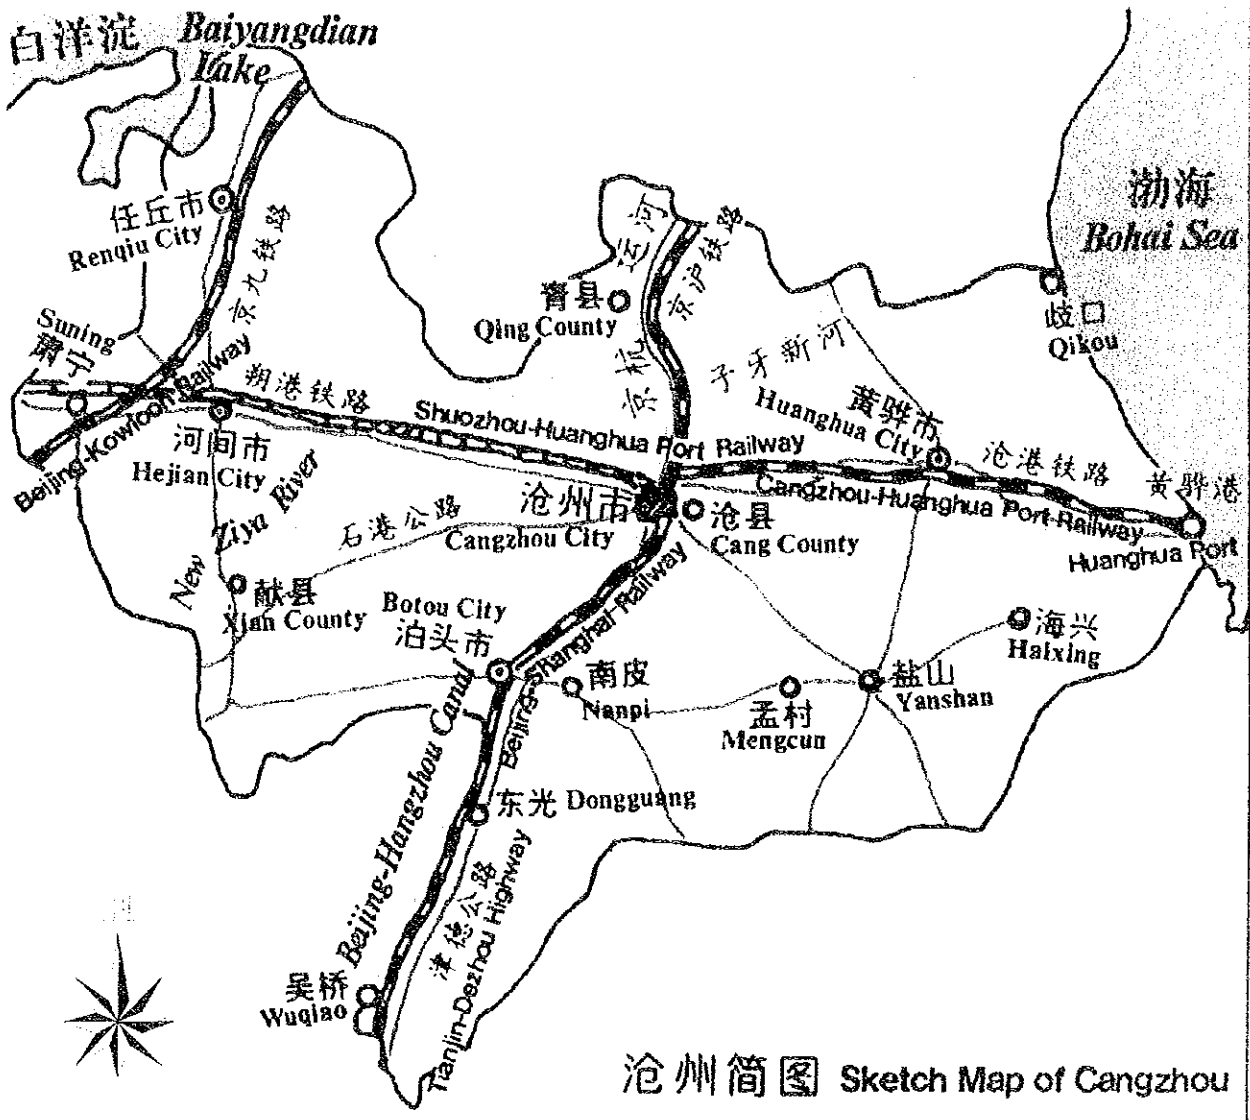 白洋淀
Baiyangdian
Lake
渤海
Bohai Sea
任丘市
Renqiu City
京九铁路
运河
京沪铁路
青县
Qing County
歧口
Qikou
Suning
肃宁
子牙新河
京杭
朔港铁路
黄骅市
Huanghua City
Shuozhou-Huanghua Port Railway
沧港铁路
黄骅港
河间市
Hejian City
Beijing-Kowloon Railway
沧州市
Cangzhou City
沧县
Cang County
Cangzhou-Huanghua Port Railway
Huanghua Port
New Ziya River
石港公路
献县
Xian County
Botou City
泊头市
Beijing-Shanghai-Railway
海兴
Haixing
南皮
Nanpi
孟村
Mengcun
盐山
Yanshan
Beijing-Hangzhou Canal
东光 Dongguang
津德公路
Tianjin-Dezhou Highway
吴桥
Wuqiao
沧州简图 Sketch Map of Cangzhou